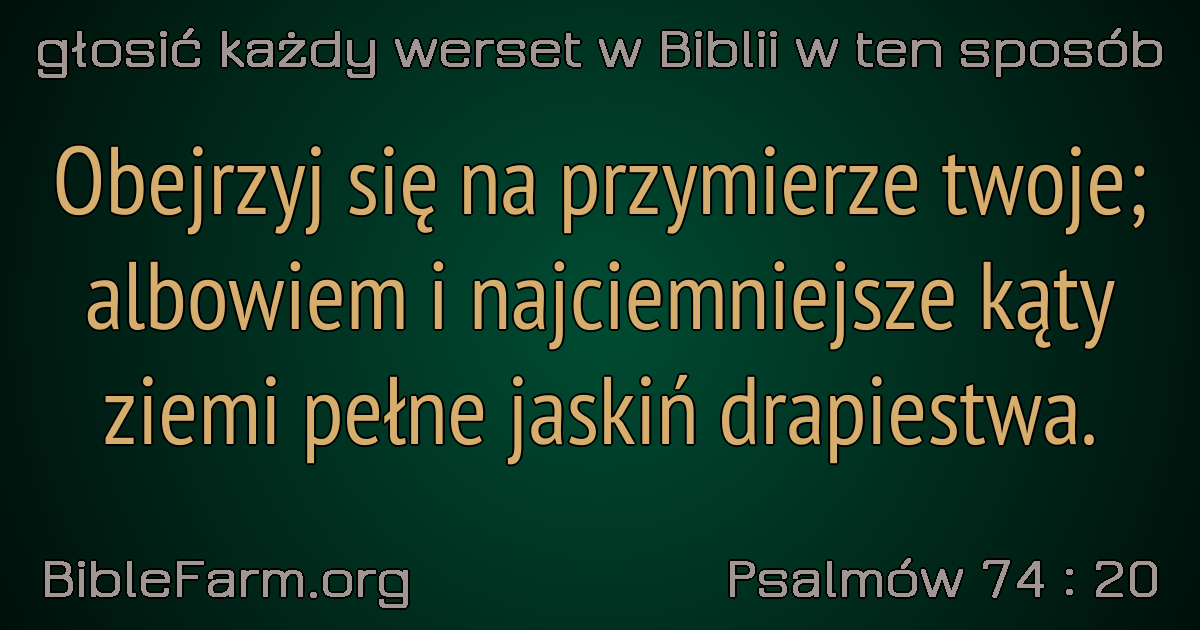 głosić każdy werset w Biblii w ten sposób
Obejrzyj się na przymierze twoje;
albowiem i najciemniejsze kąty
ziemi pełne jaskiń drapiestwa.
BibleFarm.org
Psalmów 74 : 20